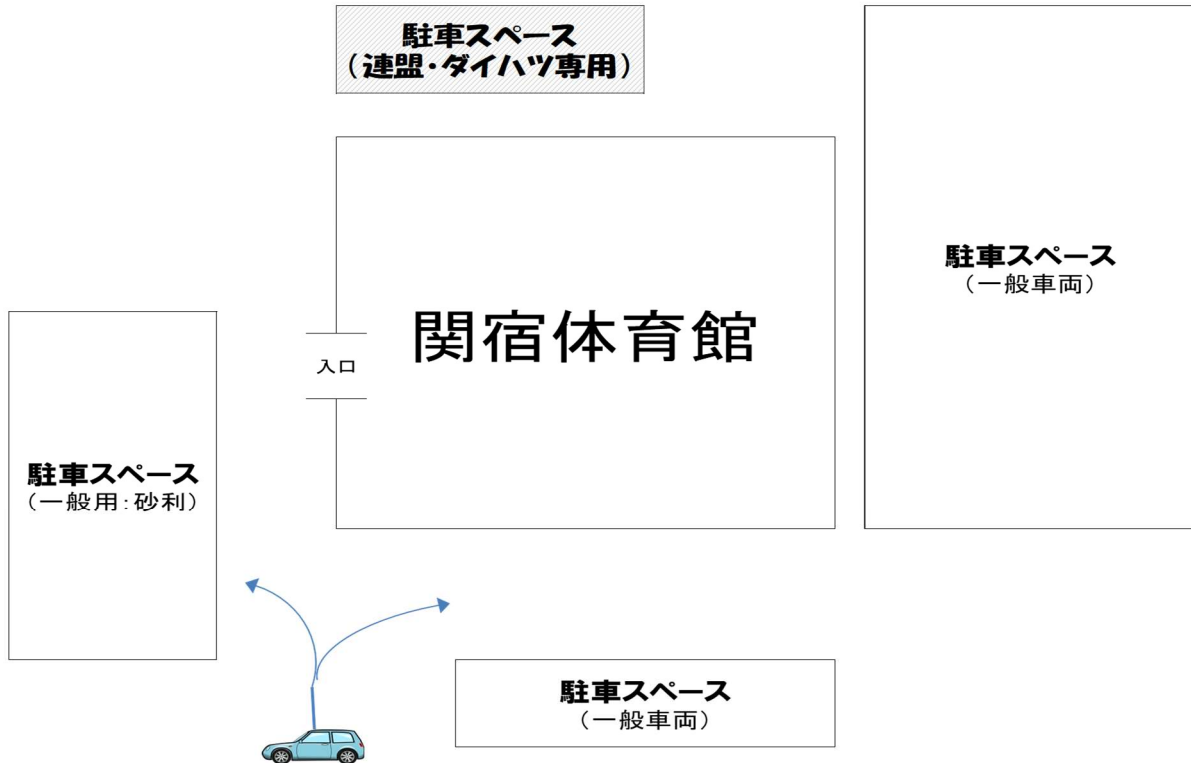 駐車スペース
（連盟・ダイハツ専用）
駐車スペース
（一般車両）
関宿体育館
入口
駐車スペース
（一般用：砂利）
駐車スペース
（一般車両）